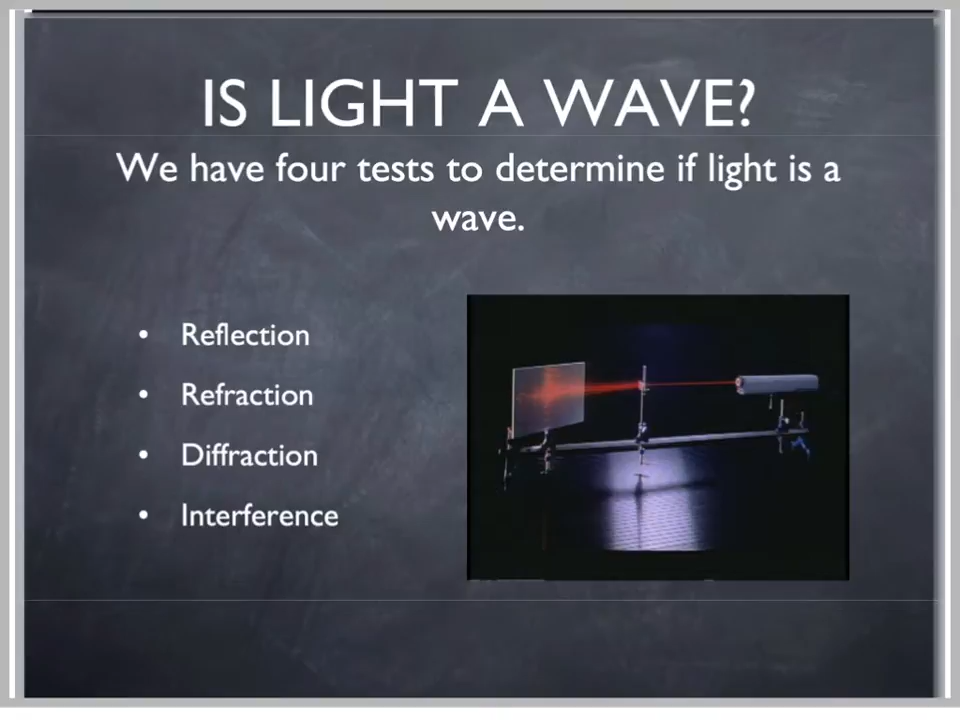 IS LIGHT A WAVE?
We have four tests to determine if light is a
wave.
• Reflection
• Refraction
• Diffraction
• Interference